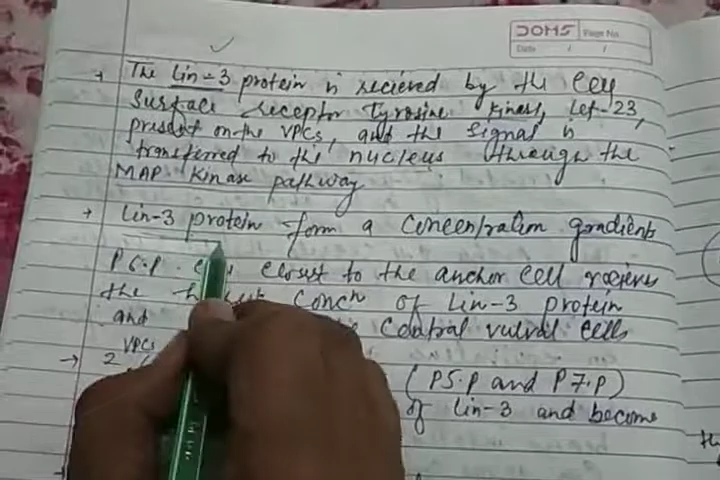 DOMS Page No.
Date / /
The Lin-3 protein is recieved by the Cell
Surface receptor Tyrosine Kinase, Let-23,
present on the VPCs, and the Signal is
transferred to the nucleus through the
MAP Kinase pathway
Lin-3 protein form a Concentration gradient
P6.p. closest to the anchor cell recieves
the Conc of Lin-3 protein
and Central vulval Cells
VPCs
2 (P5.p and P7.p)
of Lin-3 and become